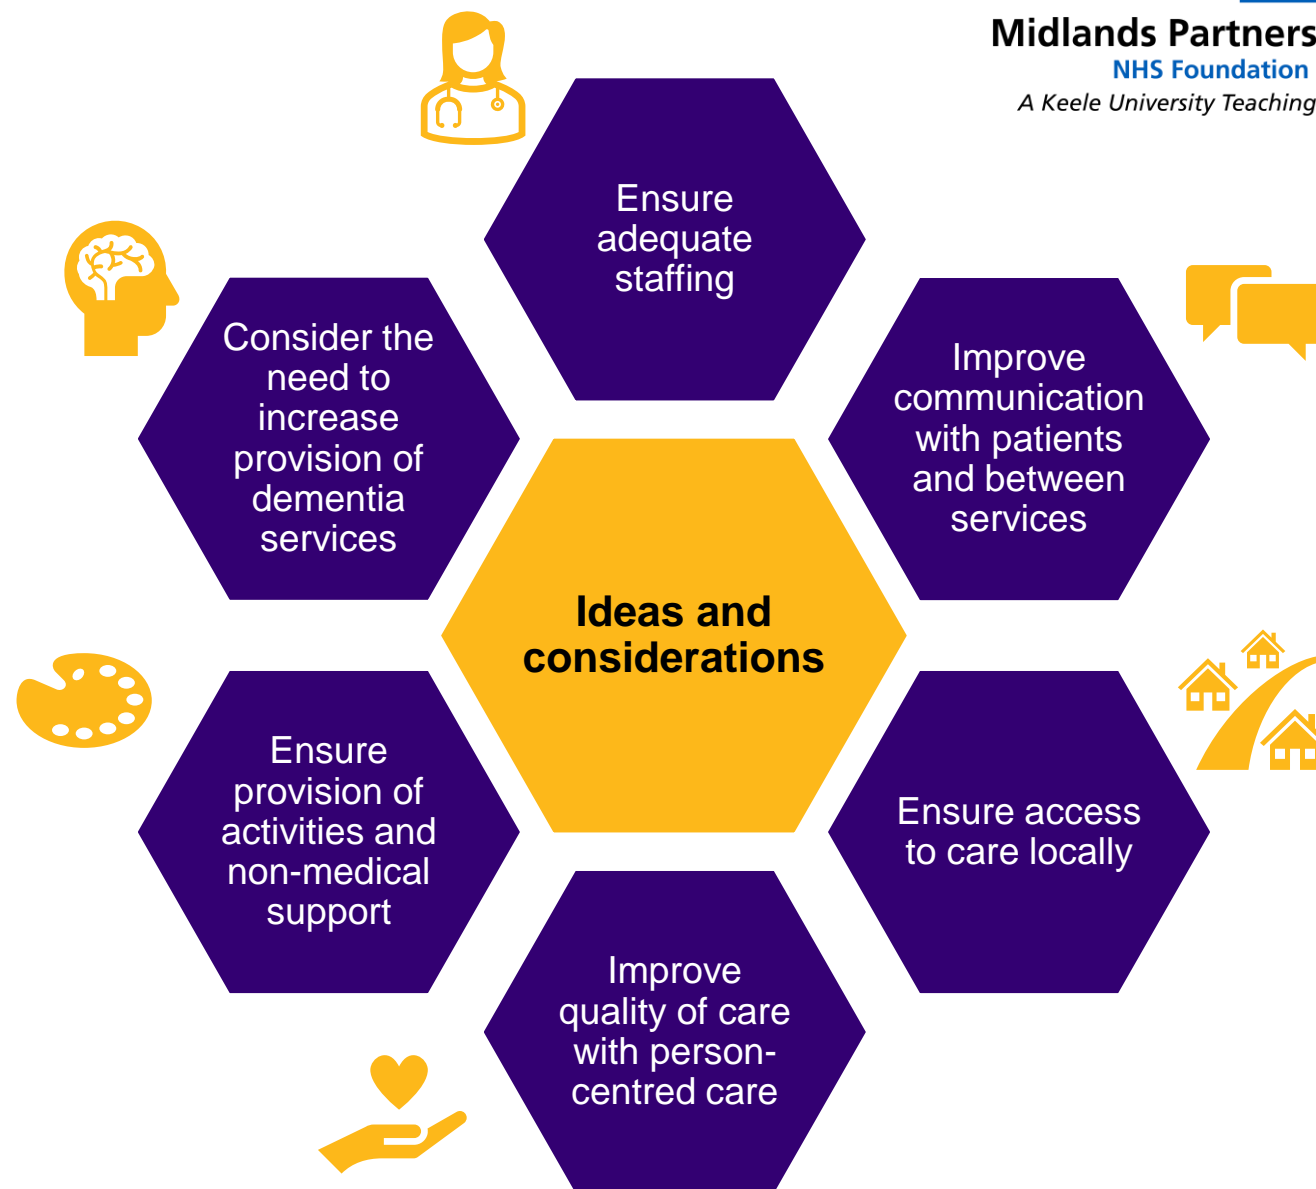 Midlands Partners
NHS Foundation
A Keele University Teaching
Ensure
adequate
staffing
Improve
communication
with patients
and between
services
Ensure access
to care locally
Improve
quality of care
with person-
centred care
Ensure
provision of
activities and
non-medical
support
Consider the
need to
increase
provision of
dementia
services
Ideas and
considerations